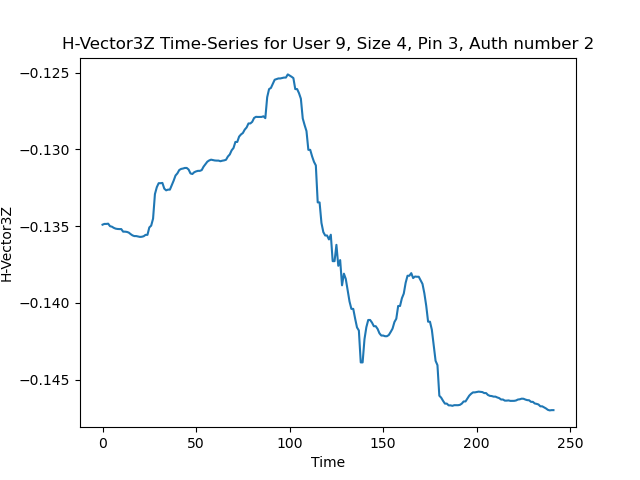 H-Vector3Z Time-Series for User 9, Size 4, Pin 3, Auth number 2
−0.125
−0.130
−0.135
−0.140
−0.145
H-Vector3Z
0 50 100 150 200 250
Time